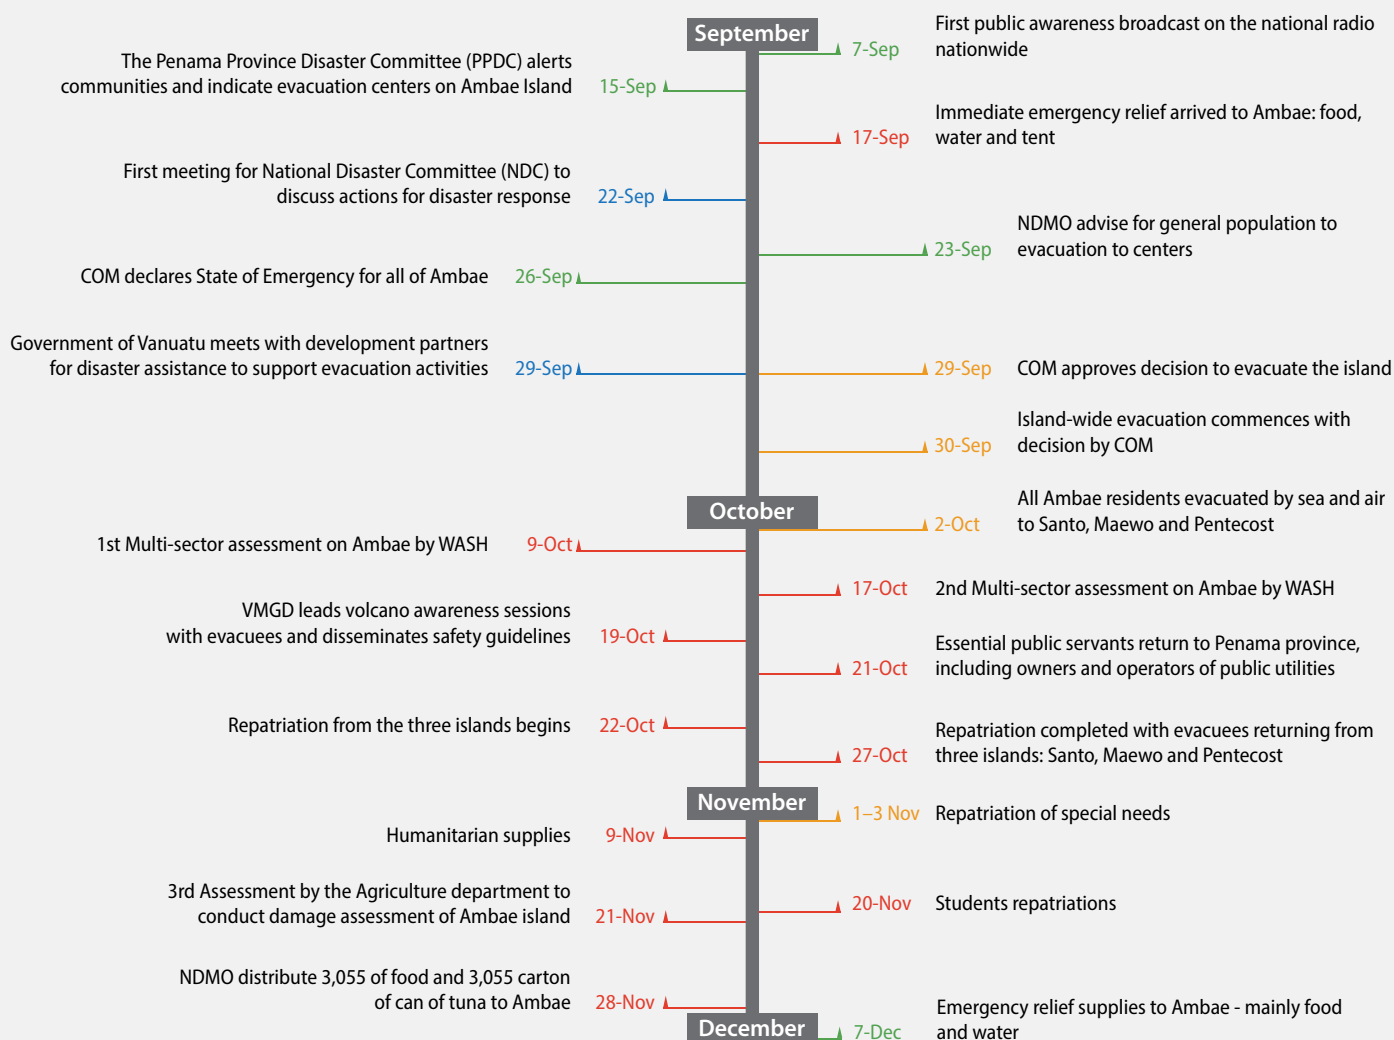 September
7-Sep
First public awareness broadcast on the national radio
nationwide
The Penama Province Disaster Committee (PPDC) alerts
communities and indicate evacuation centers on Ambae Island
15-Sep
17-Sep
Immediate emergency relief arrived to Ambae: food,
water and tent
First meeting for National Disaster Committee (NDC) to
discuss actions for disaster response
22-Sep
23-Sep
NDMO advise for general population to
evacuation to centers
COM declares State of Emergency for all of Ambae
26-Sep
Government of Vanuatu meets with development partners
for disaster assistance to support evacuation activities
29-Sep
29-Sep
COM approves decision to evacuate the island
30-Sep
Island-wide evacuation commences with
decision by COM
October
2-Oct
All Ambae residents evacuated by sea and air
to Santo, Maewo and Pentecost
1st Multi-sector assessment on Ambae by WASH
9-Oct
17-Oct
2nd Multi-sector assessment on Ambae by WASH
VMGD leads volcano awareness sessions
with evacuees and disseminates safety guidelines
19-Oct
21-Oct
Essential public servants return to Penama province,
including owners and operators of public utilities
Repatriation from the three islands begins
22-Oct
27-Oct
Repatriation completed with evacuees returning from
three islands: Santo, Maewo and Pentecost
November
1–3 Nov
Repatriation of special needs
Humanitarian supplies
9-Nov
20-Nov
Students repatriations
3rd Assessment by the Agriculture department to
conduct damage assessment of Ambae island
21-Nov
NDMO distribute 3,055 of food and 3,055 carton
of can of tuna to Ambae
28-Nov
December
7-Dec
Emergency relief supplies to Ambae - mainly food
and water